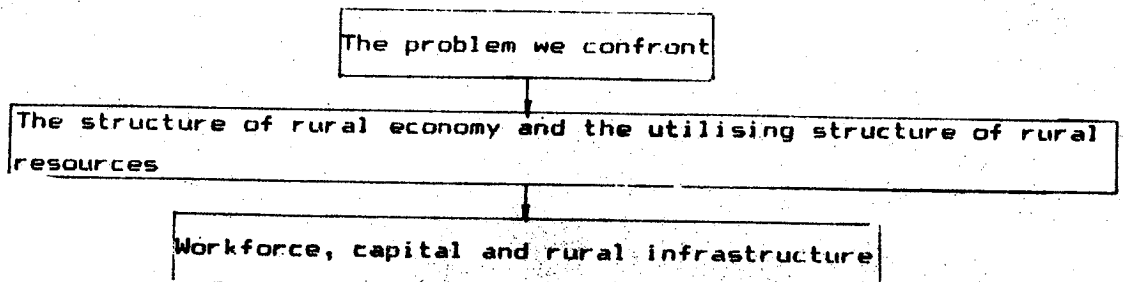 The problem we confront
The structure of rural economy and the utilising structure of rural
resources
Workforce, capital and rural infrastructure